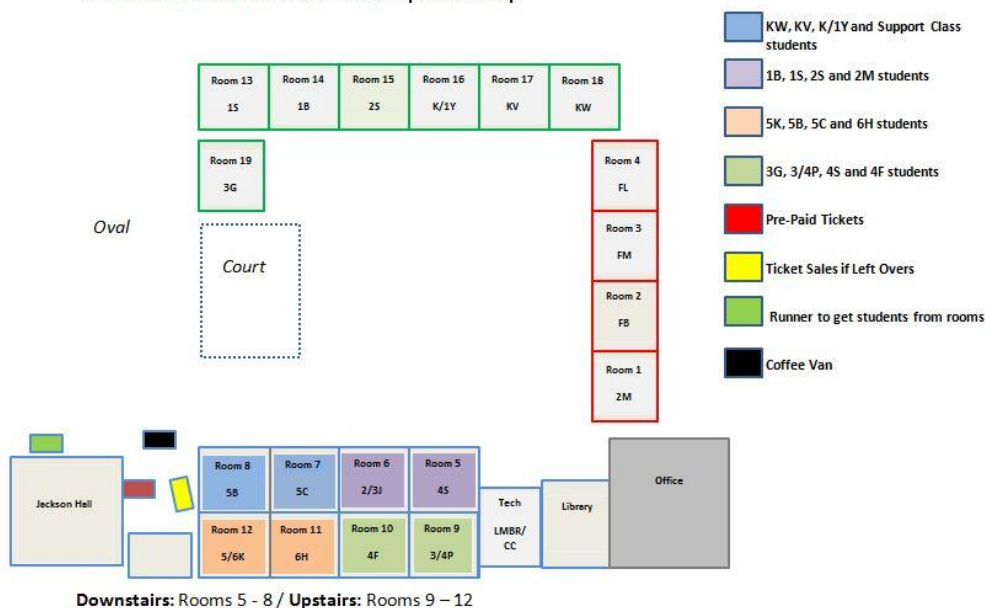 KW, KV, K/1Y and Support Class
students
1B, 1S, 2S and 2M students
5K, 5B, 5C and 6H students
3G, 3/4P, 4S and 4F students
Pre-Paid Tickets
Ticket Sales if Left Overs
Runner to get students from rooms
Coffee Van
Room 13
1S
Room 14
1B
Room 15
2S
Room 16
K/1Y
Room 17
KV
Room 18
KW
Room 19
3G
Room 4
FL
Room 3
FM
Room 2
FB
Room 1
2M
Oval
Court
Jackson Hall
Room 8
5B
Room 7
5C
Room 6
2/3J
Room 5
4S
Room 12
5/6K
Room 11
6H
Room 10
4F
Room 9
3/4P
Tech
LMBR/
CC
Library
Office
Downstairs: Rooms 5 - 8 / Upstairs: Rooms 9 – 12